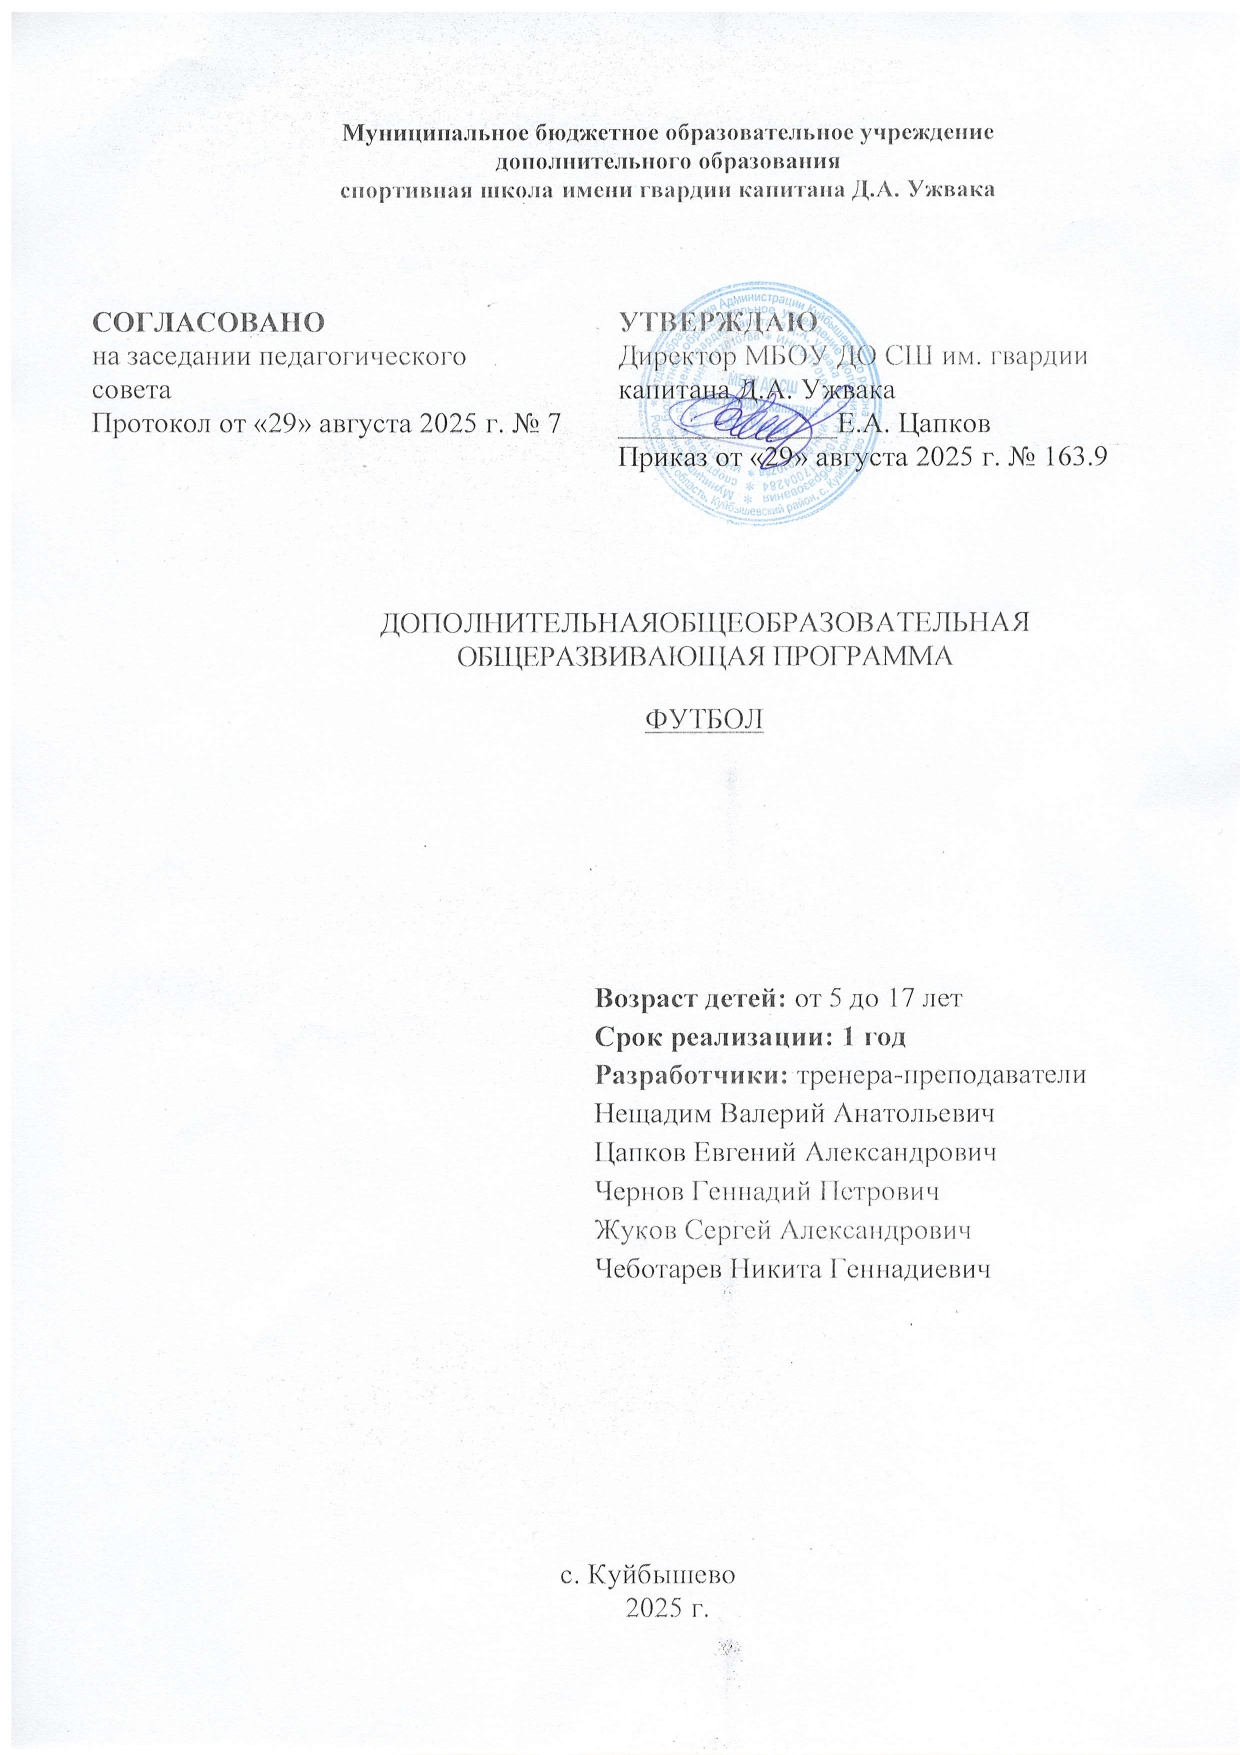 Муниципальное бюджетное образовательное учреждение
дополнительного образования
спортивная школа имени гвардии капитана Д.А. Ужвака
СОГЛАСОВАНО
на заседании педагогического
совета
Протокол от «29» августа 2025 г. № 7
УТВЕРЖДАЮ
Директор МБОУ ДО СШ им. гвардии
капитана Д.А. Ужвака
Е.А. Цапков
Приказ от «29» августа 2025 г. № 163.9
ДОПОЛНИТЕЛЬНАЯОБЩЕОБРАЗОВАТЕЛЬНАЯ
ОБЩЕРАЗВИВАЮЩАЯ ПРОГРАММА
ФУТБОЛ
Возраст детей: от 5 до 17 лет
Срок реализации: 1 год
Разработчики: тренера-преподаватели
Нещадим Валерий Анатольевич
Цапков Евгений Александрович
Чернов Геннадий Петрович
Жуков Сергей Александрович
Чеботарев Никита Геннадиевич
с. Куйбышево
2025 г.